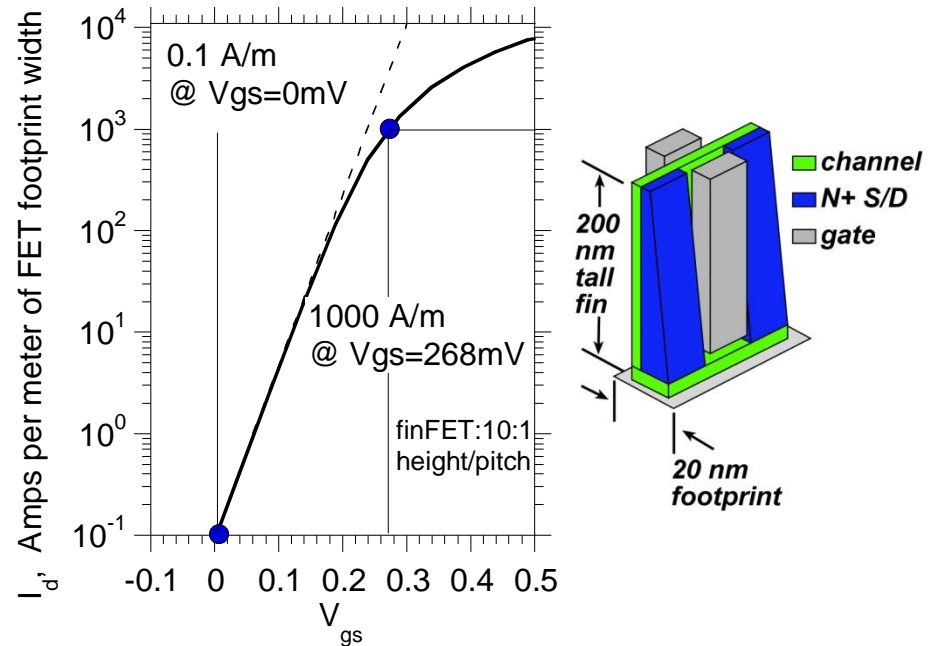 I_d, Amps per meter of FET footprint width
10^4
10^3
10^2
10^1
10^0
10^-1
0.1 A/m
@ Vgs=0mV
1000 A/m
@ Vgs=268mV
finFET:10:1
height/pitch
-0.1 0 0.1 0.2 0.3 0.4 0.5
V_gs
channel
N+ S/D
gate
200
nm
tall
fin
20 nm
footprint